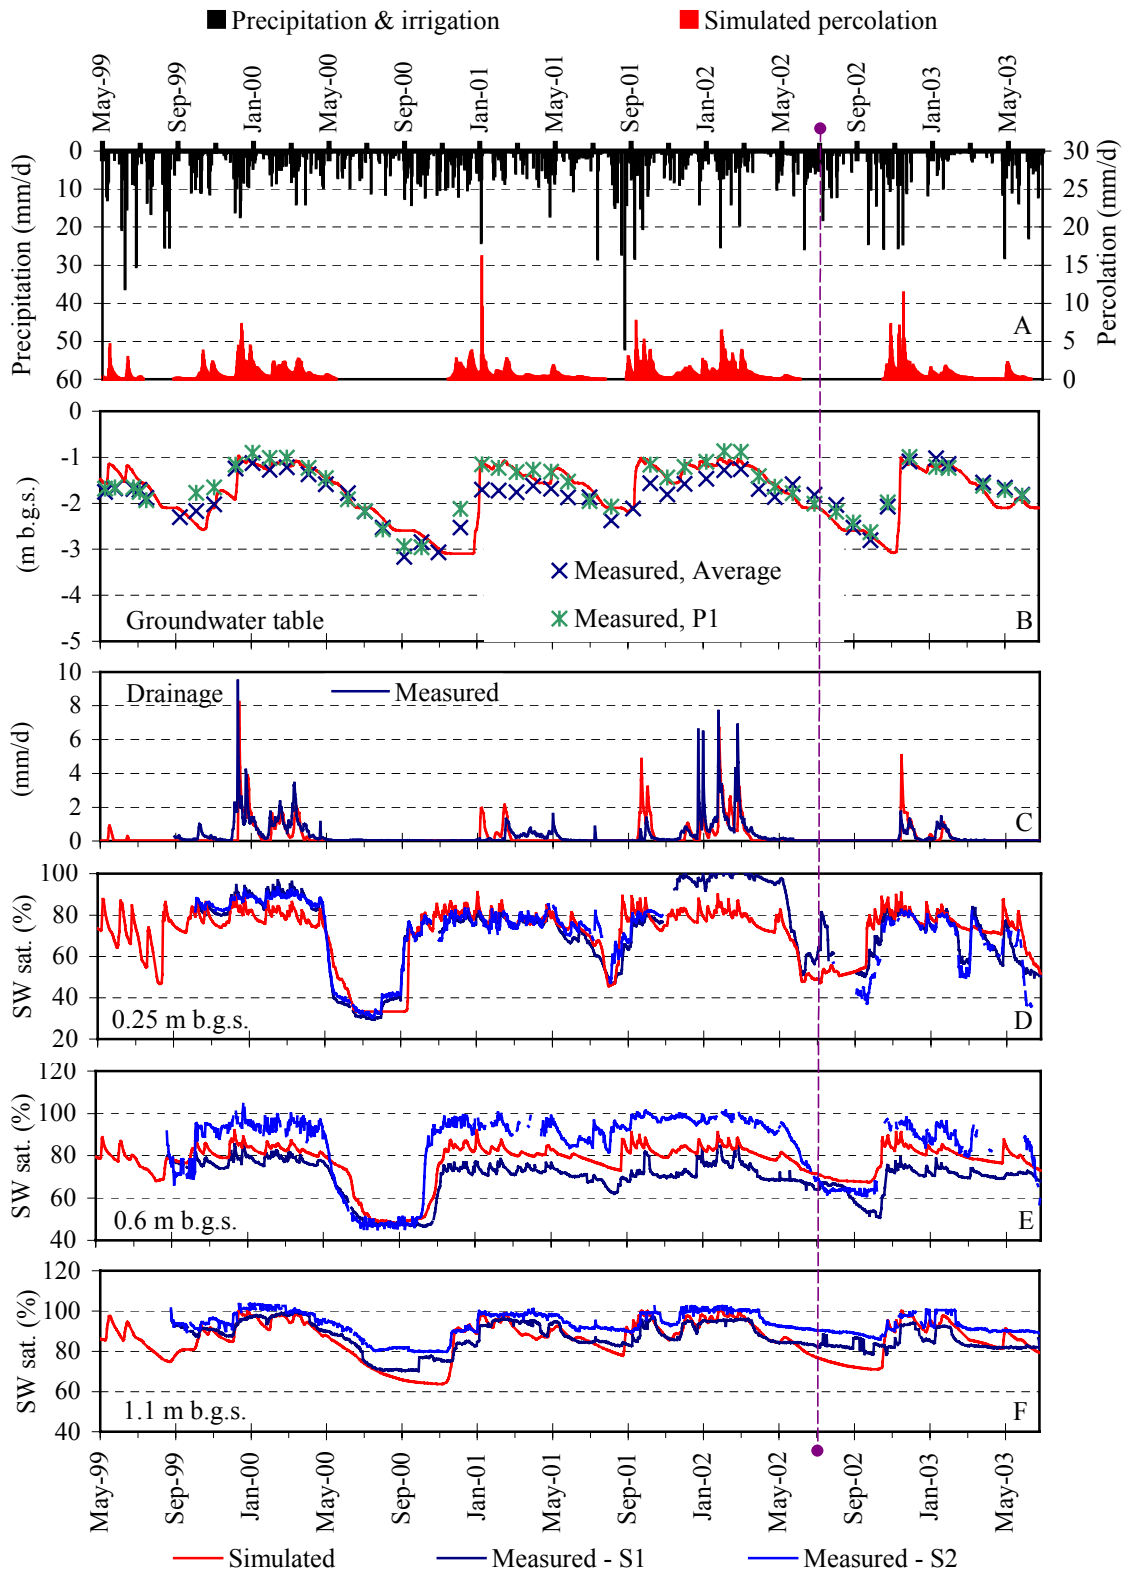 Precipitation & irrigation
Simulated percolation
May-99 Sep-99 Jan-00 May-00 Sep-00 Jan-01 May-01 Sep-01 Jan-02 May-02 Sep-02 Jan-03 May-03
Precipitation (mm/d)
0
10
20
30
40
50
60
Percolation (mm/d)
30
25
20
15
10
5
0
A
(m b.g.s.)
0
-1
-2
-3
-4
-5
Measured, Average
Measured, P1
Groundwater table
B
(mm/d)
10
8
6
4
2
0
Drainage
Measured
C
SW sat. (%)
100
80
60
40
20
0.25 m b.g.s.
D
SW sat. (%)
120
100
80
60
40
0.6 m b.g.s.
E
SW sat. (%)
120
100
80
60
40
1.1 m b.g.s.
F
May-99 Sep-99 Jan-00 May-00 Sep-00 Jan-01 May-01 Sep-01 Jan-02 May-02 Sep-02 Jan-03 May-03
Simulated
Measured - S1
Measured - S2